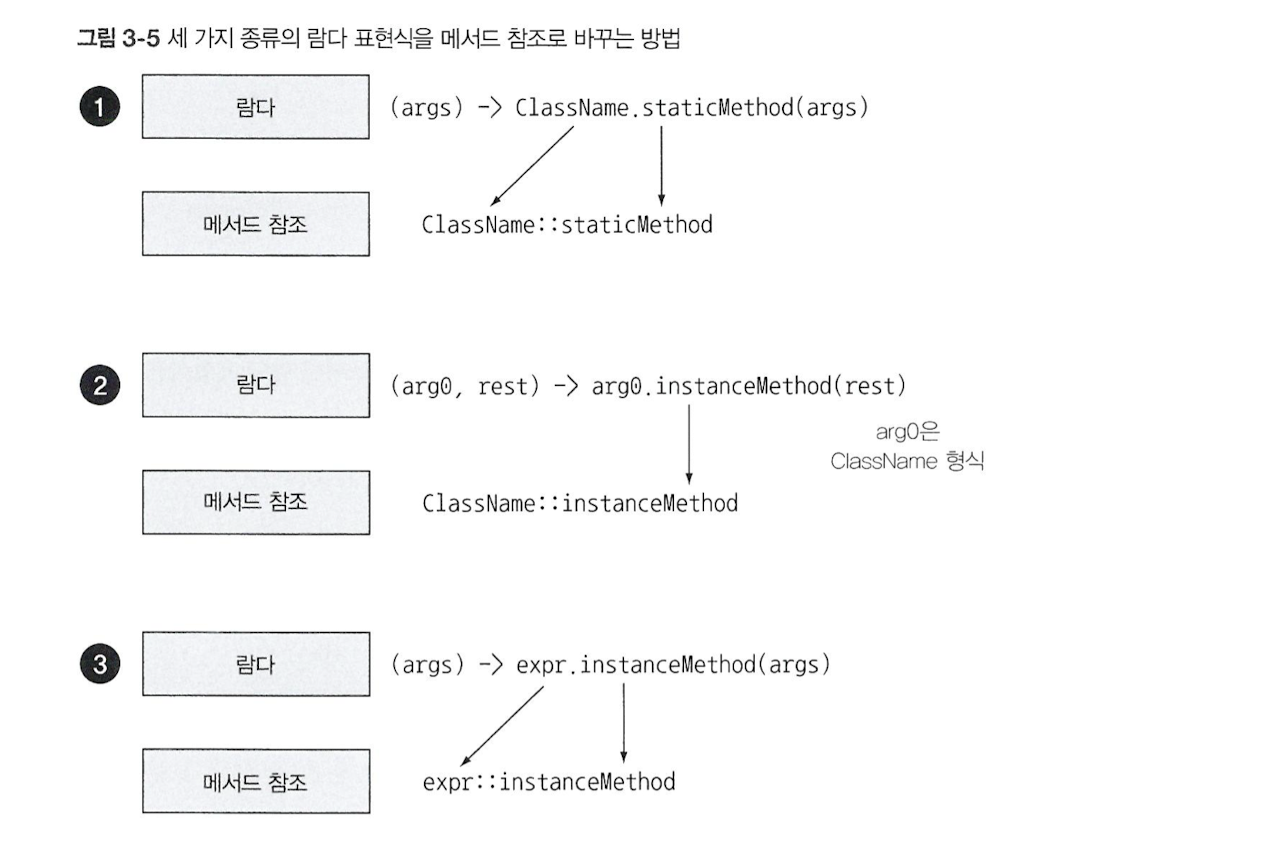 그림 3-5 세 가지 종류의 람다 표현식을 메서드 참조로 바꾸는 방법
1 람다 (args) -> ClassName.staticMethod(args)
메서드 참조 ClassName::staticMethod
2 람다 (arg0, rest) -> arg0.instanceMethod(rest)
arg0은
ClassName 형식
메서드 참조 ClassName::instanceMethod
3 람다 (args) -> expr.instanceMethod(args)
메서드 참조 expr::instanceMethod